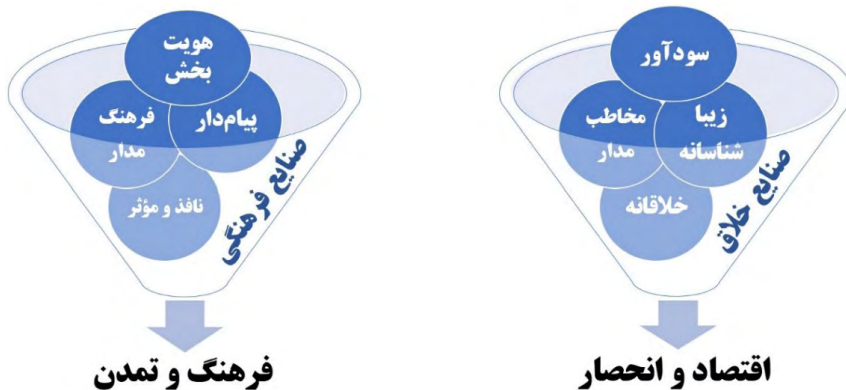 سودآور
زیبا
شناسانه
مخاطب
مدار
خلاقانه
صنایع خلاق
اقتصاد و انحصار
هویت
بخش
پیام‌دار
فرهنگ
مدار
نافذ و مؤثر
صنایع فرهنگی
فرهنگ و تمدن